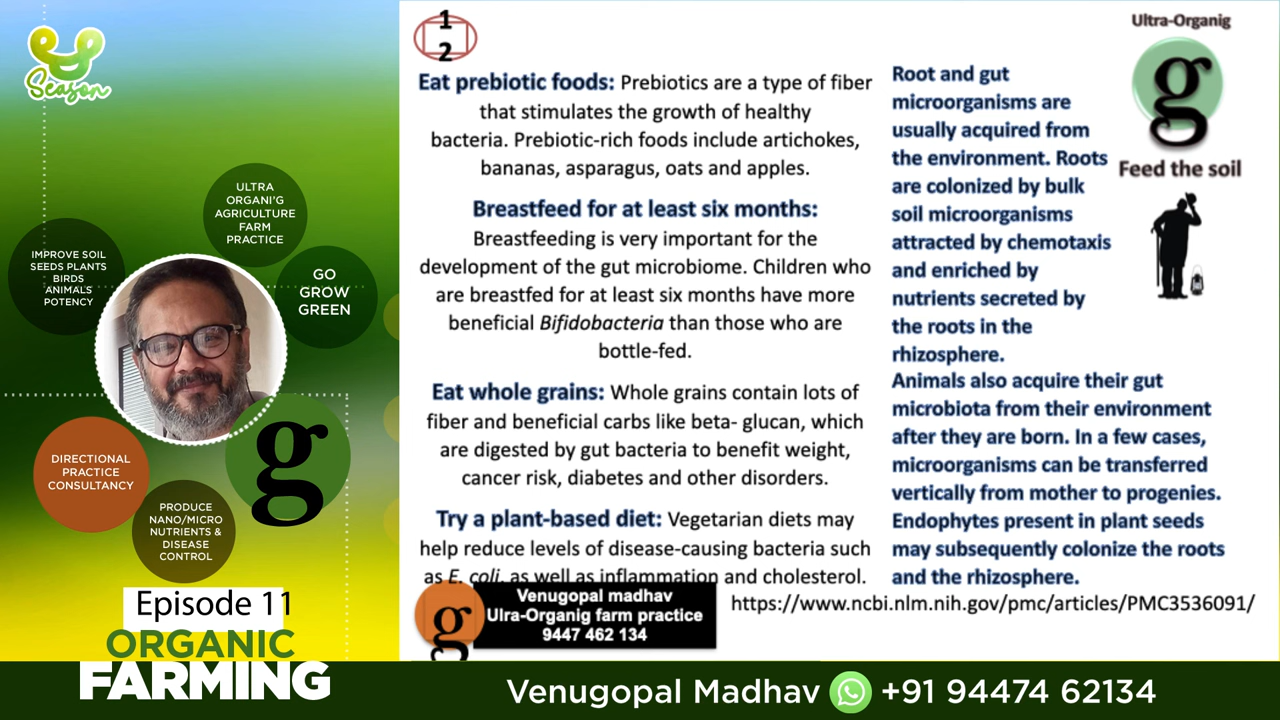 Season
ULTRA
ORGANI'G
AGRICULTURE
FARM
PRACTICE
IMPROVE SOIL
SEEDS PLANTS
BIRDS
ANIMALS
POTENCY
GO
GROW
GREEN
DIRECTIONAL
PRACTICE
CONSULTANCY
g
PRODUCE
NANO/MICRO
NUTRIENTS &
DISEASE
CONTROL
Episode 11
ORGANIC
FARMING
1
2
Eat prebiotic foods: Prebiotics are a type of fiber
that stimulates the growth of healthy
bacteria. Prebiotic-rich foods include artichokes,
bananas, asparagus, oats and apples.
Breastfeed for at least six months:
Breastfeeding is very important for the
development of the gut microbiome. Children who
are breastfed for at least six months have more
beneficial Bifidobacteria than those who are
bottle-fed.
Eat whole grains: Whole grains contain lots of
fiber and beneficial carbs like beta- glucan, which
are digested by gut bacteria to benefit weight,
cancer risk, diabetes and other disorders.
Try a plant-based diet: Vegetarian diets may
help reduce levels of disease-causing bacteria such
as E. coli, as well as inflammation and cholesterol.
g
Venugopal madhav
Ulra-Organig farm practice
9447 462 134
Root and gut
microorganisms are
usually acquired from
the environment. Roots
are colonized by bulk
soil microorganisms
attracted by chemotaxis
and enriched by
nutrients secreted by
the roots in the
rhizosphere.
Animals also acquire their gut
microbiota from their environment
after they are born. In a few cases,
microorganisms can be transferred
vertically from mother to progenies.
Endophytes present in plant seeds
may subsequently colonize the roots
and the rhizosphere.
https://www.ncbi.nlm.nih.gov/pmc/articles/PMC3536091/
Ultra-Organig
g
Feed the soil
Venugopal Madhav +91 94474 62134